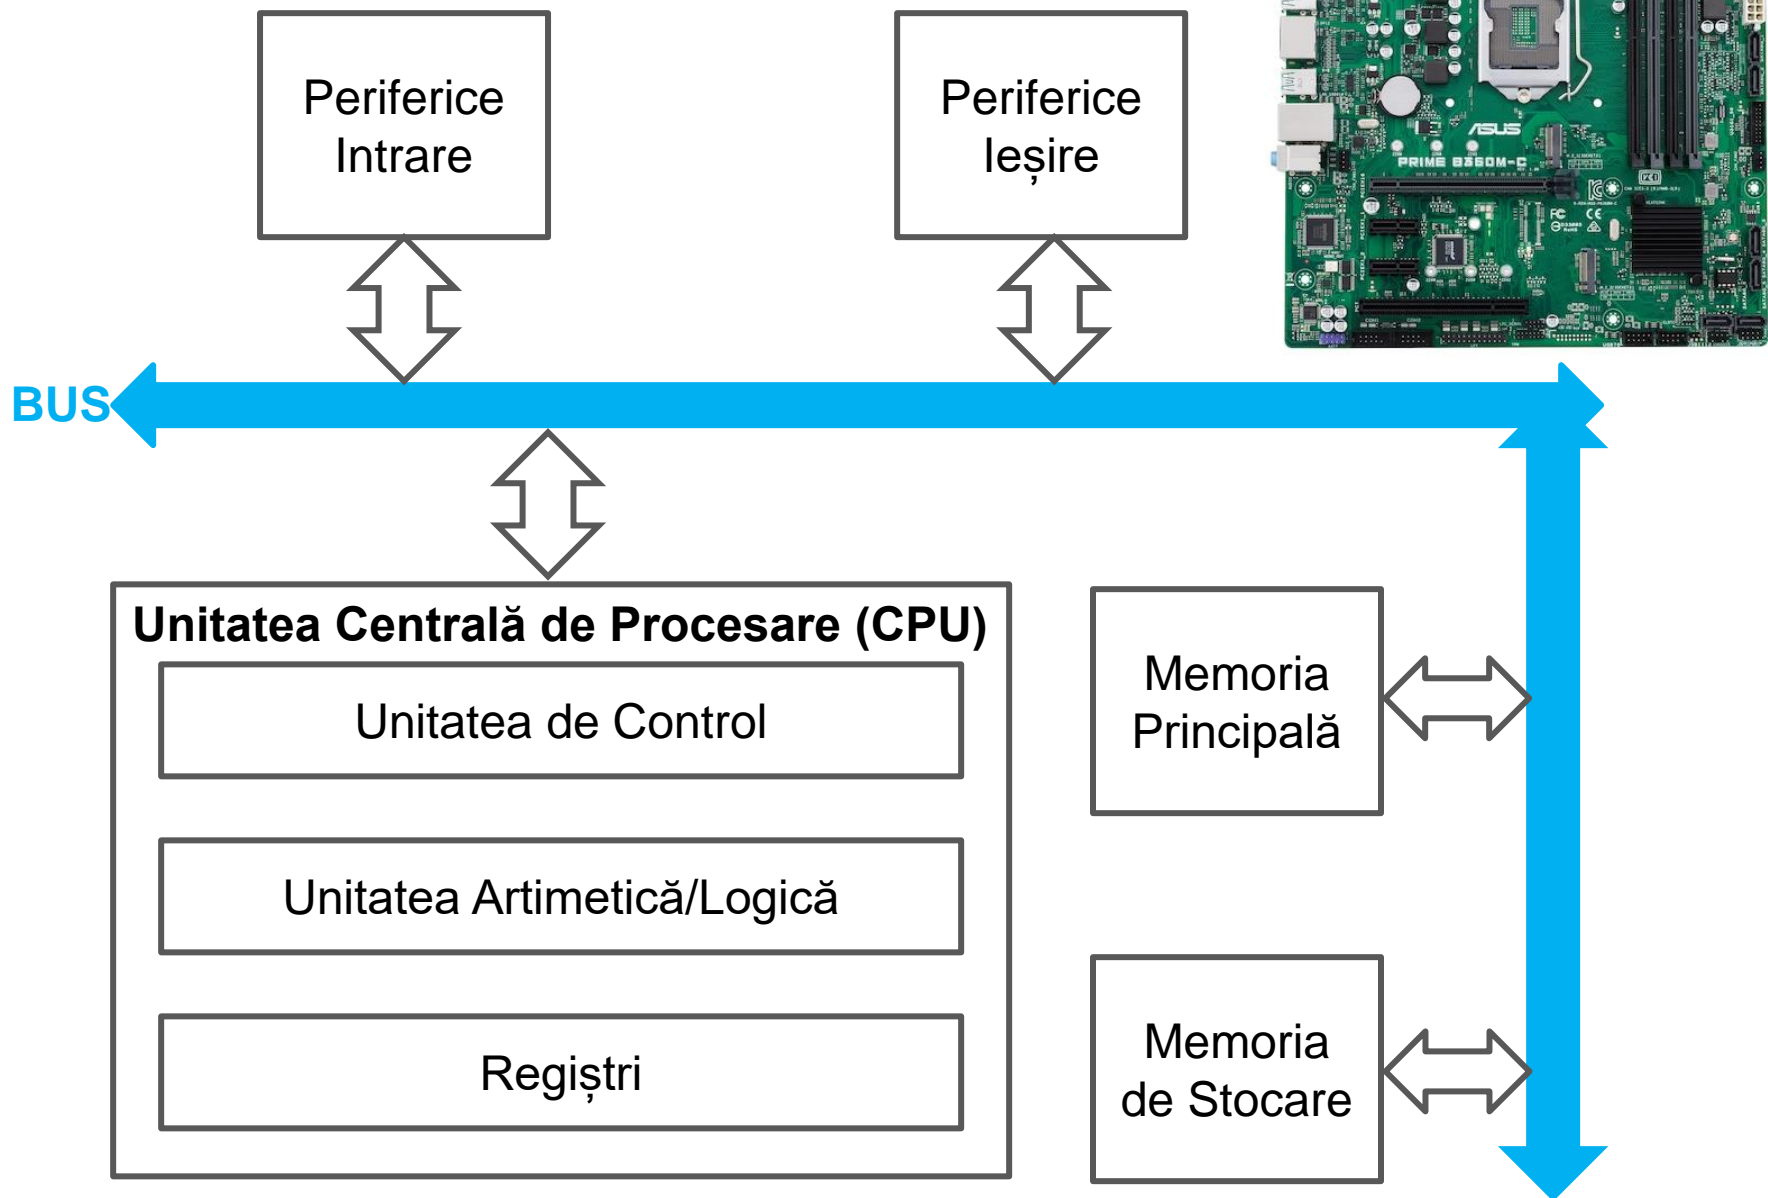 Periferice
Intrare
Periferice
Ieșire
ASUS
PRIME B360M-C
BUS
Unitatea Centrală de Procesare (CPU)
Unitatea de Control
Unitatea Artimetică/Logică
Regiștri
Memoria
Principală
Memoria
de Stocare